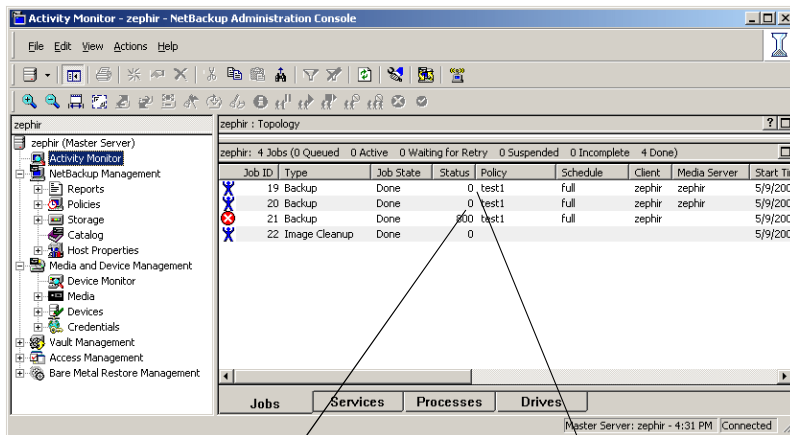 Activity Monitor - zephir - NetBackup Administration Console
File Edit View Actions Help
zephir
zephir : Topology
zephir (Master Server)
Activity Monitor
NetBackup Management
Reports
Policies
Storage
Catalog
Host Properties
Media and Device Management
Device Monitor
Media
Devices
Credentials
Vault Management
Access Management
Bare Metal Restore Management
zephir: 4 Jobs (0 Queued 0 Active 0 Waiting for Retry 0 Suspended 0 Incomplete 4 Done)
Job ID Type Job State Status Policy Schedule Client Media Server Start Ti
19 Backup Done 0 test1 full zephir zephir 5/9/200
20 Backup Done 0 test1 full zephir zephir 5/9/200
21 Backup Done 800 test1 full zephir 5/9/200
22 Image Cleanup Done 0 5/9/200
Jobs Services Processes Drives
Master Server: zephir - 4:31 PM Connected